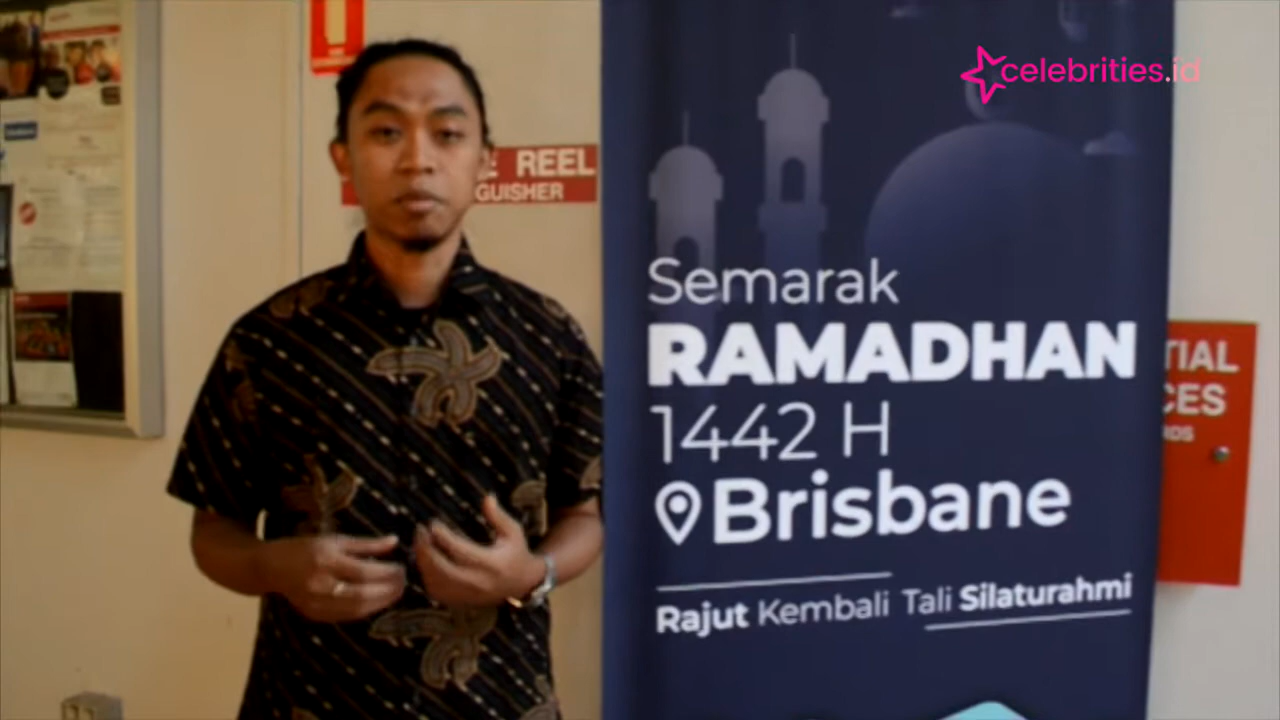 celebrities.id
REEL
GUISHER
Semarak
RAMADHAN
1442 H
Brisbane
Rajut Kembali Tali Silaturahmi
TIAL
CES